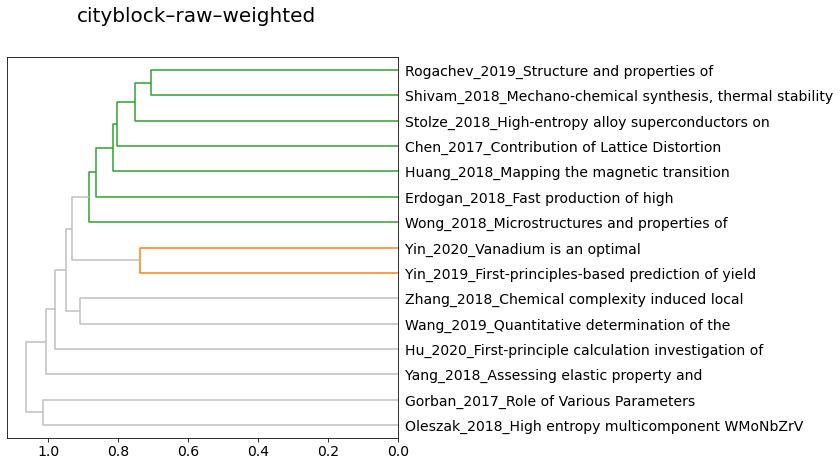 cityblock–raw–weighted
Rogachev_2019_Structure and properties of
Shivam_2018_Mechano-chemical synthesis, thermal stability
Stolze_2018_High-entropy alloy superconductors on
Chen_2017_Contribution of Lattice Distortion
Huang_2018_Mapping the magnetic transition
Erdogan_2018_Fast production of high
Wong_2018_Microstructures and properties of
Yin_2020_Vanadium is an optimal
Yin_2019_First-principles-based prediction of yield
Zhang_2018_Chemical complexity induced local
Wang_2019_Quantitative determination of the
Hu_2020_First-principle calculation investigation of
Yang_2018_Assessing elastic property and
Gorban_2017_Role of Various Parameters
Oleszak_2018_High entropy multicomponent WMoNbZrV
1.0 0.8 0.6 0.4 0.2 0.0